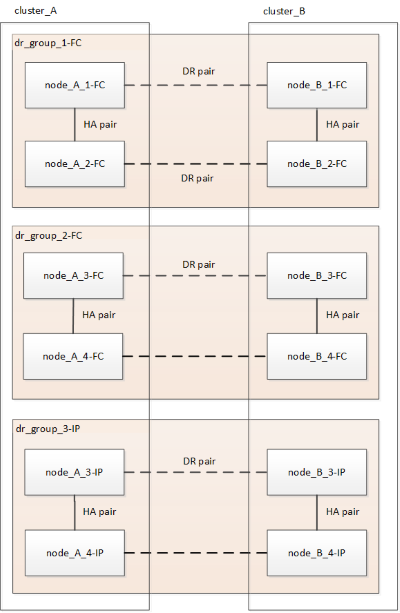 cluster_A cluster_B
dr_group_1-FC
node_A_1-FC DR pair node_B_1-FC
HA pair HA pair
node_A_2-FC node_B_2-FC
DR pair
dr_group_2-FC
DR pair
node_A_3-FC node_B_3-FC
HA pair HA pair
node_A_4-FC node_B_4-FC
dr_group_3-IP
DR pair
node_A_3-IP node_B_3-IP
HA pair HA pair
node_A_4-IP node_B_4-IP